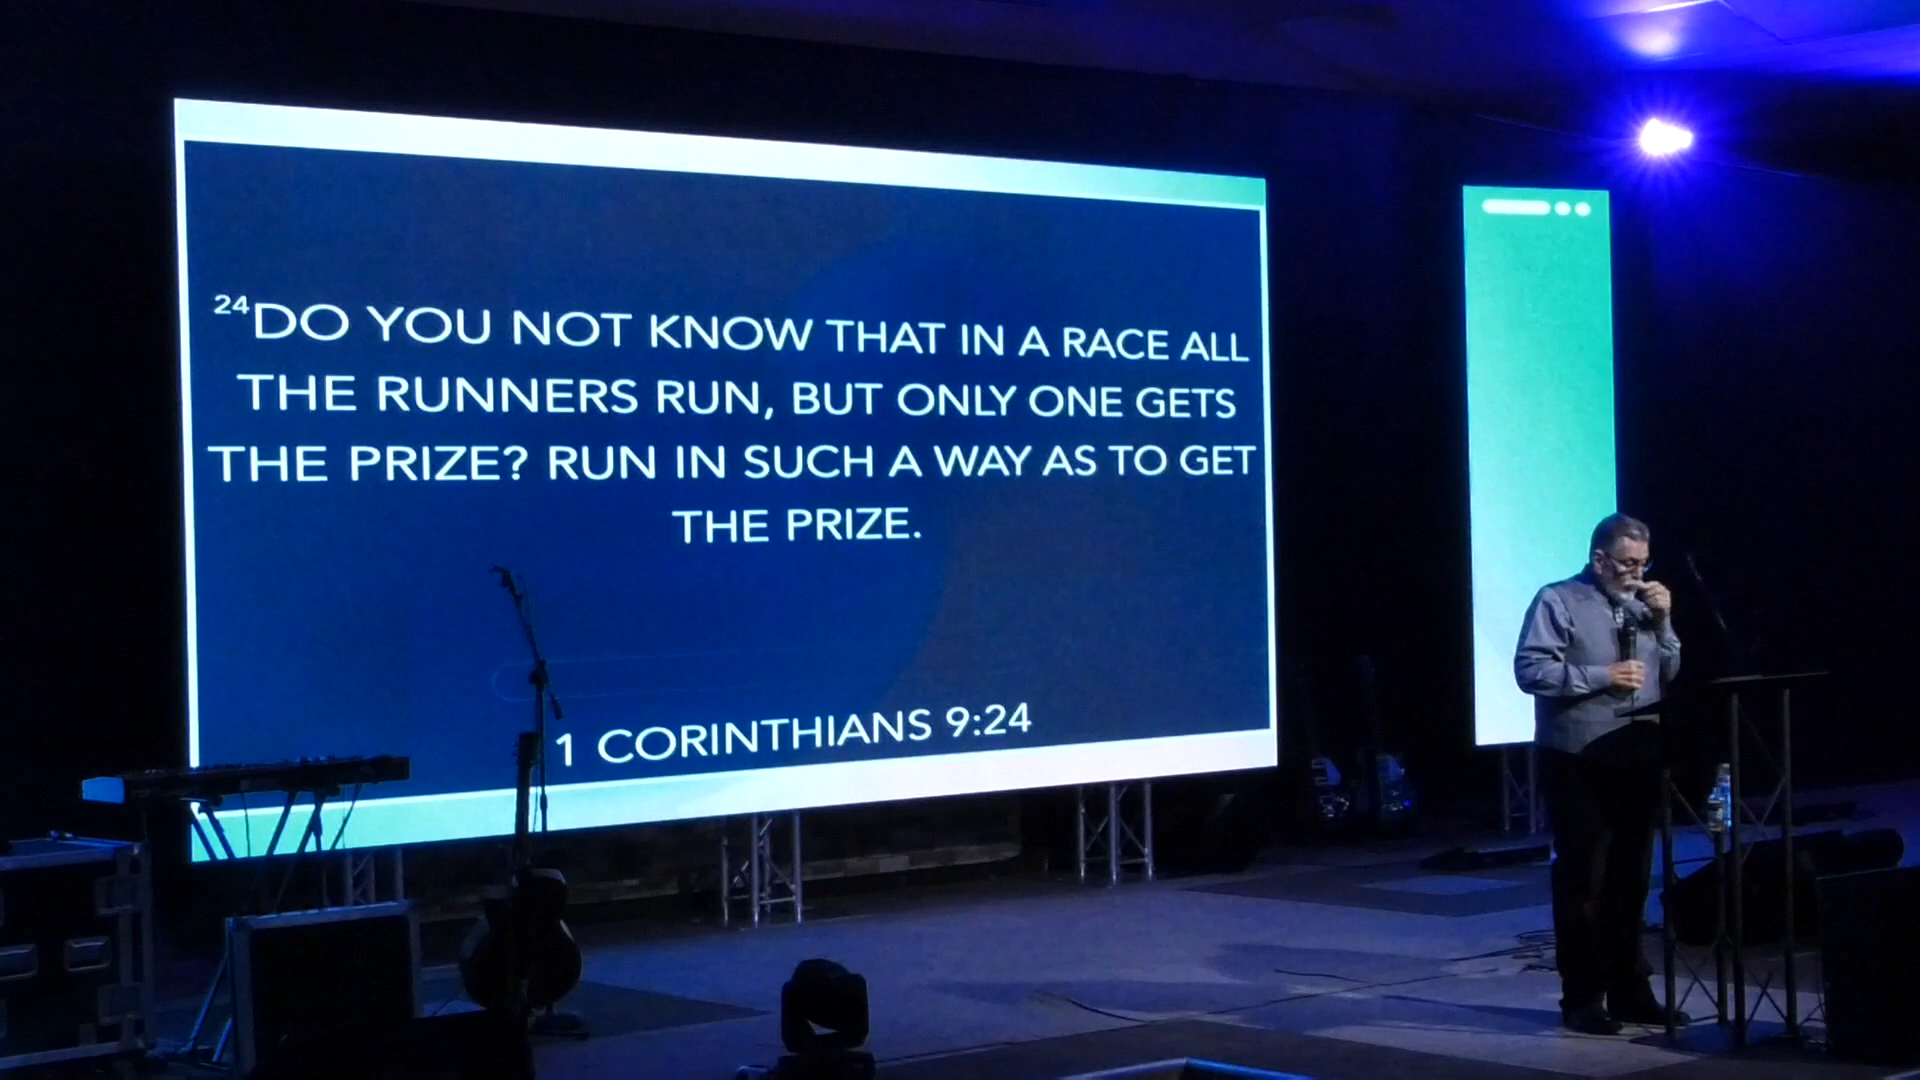 ²⁴DO YOU NOT KNOW THAT IN A RACE ALL
THE RUNNERS RUN, BUT ONLY ONE GETS
THE PRIZE? RUN IN SUCH A WAY AS TO GET
THE PRIZE.
1 CORINTHIANS 9:24